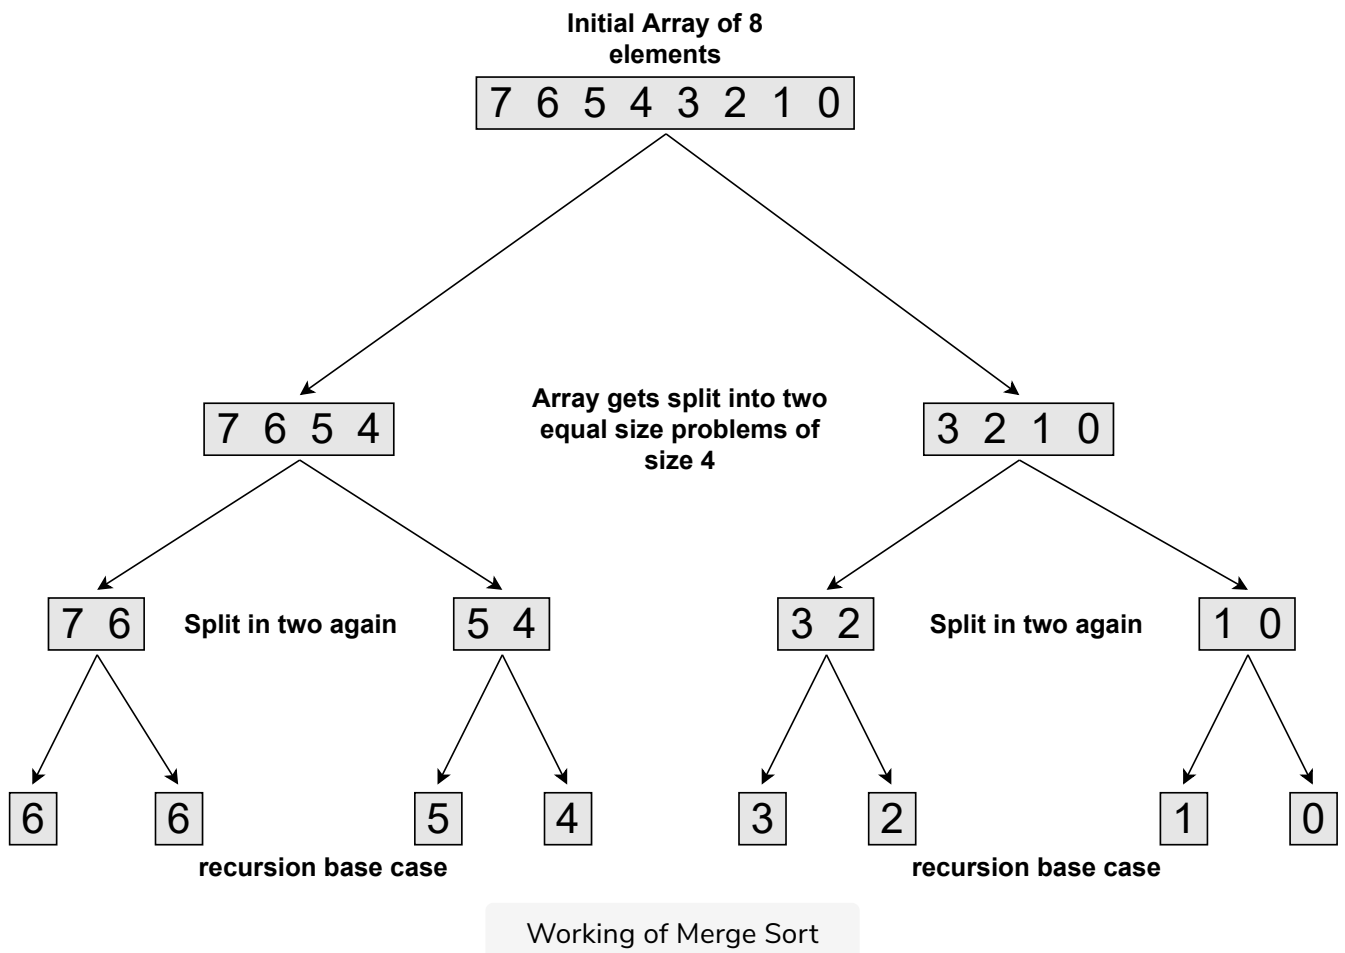 Initial Array of 8
elements
7 6 5 4 3 2 1 0
7 6 5 4
Array gets split into two
equal size problems of
size 4
3 2 1 0
7 6
Split in two again
5 4
3 2
Split in two again
1 0
6
6
5
4
3
2
1
0
recursion base case
recursion base case
Working of Merge Sort